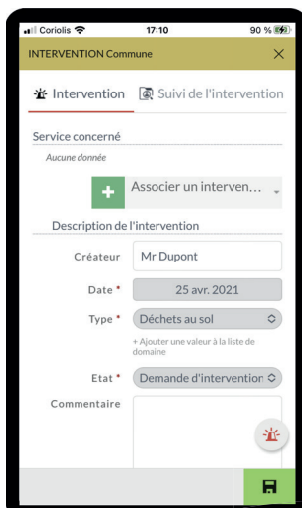 Coriolis 17:10 90 %
INTERVENTION Commune
Intervention Suivi de l'intervention
Service concerné
Aucune donnée
+ Associer un interven...
Description de l'intervention
Créateur Mr Dupont
Date * 25 avr. 2021
Type * Déchets au sol
+ Ajouter une valeur à la liste de
domaine
Etat * Demande d'intervention
Commentaire